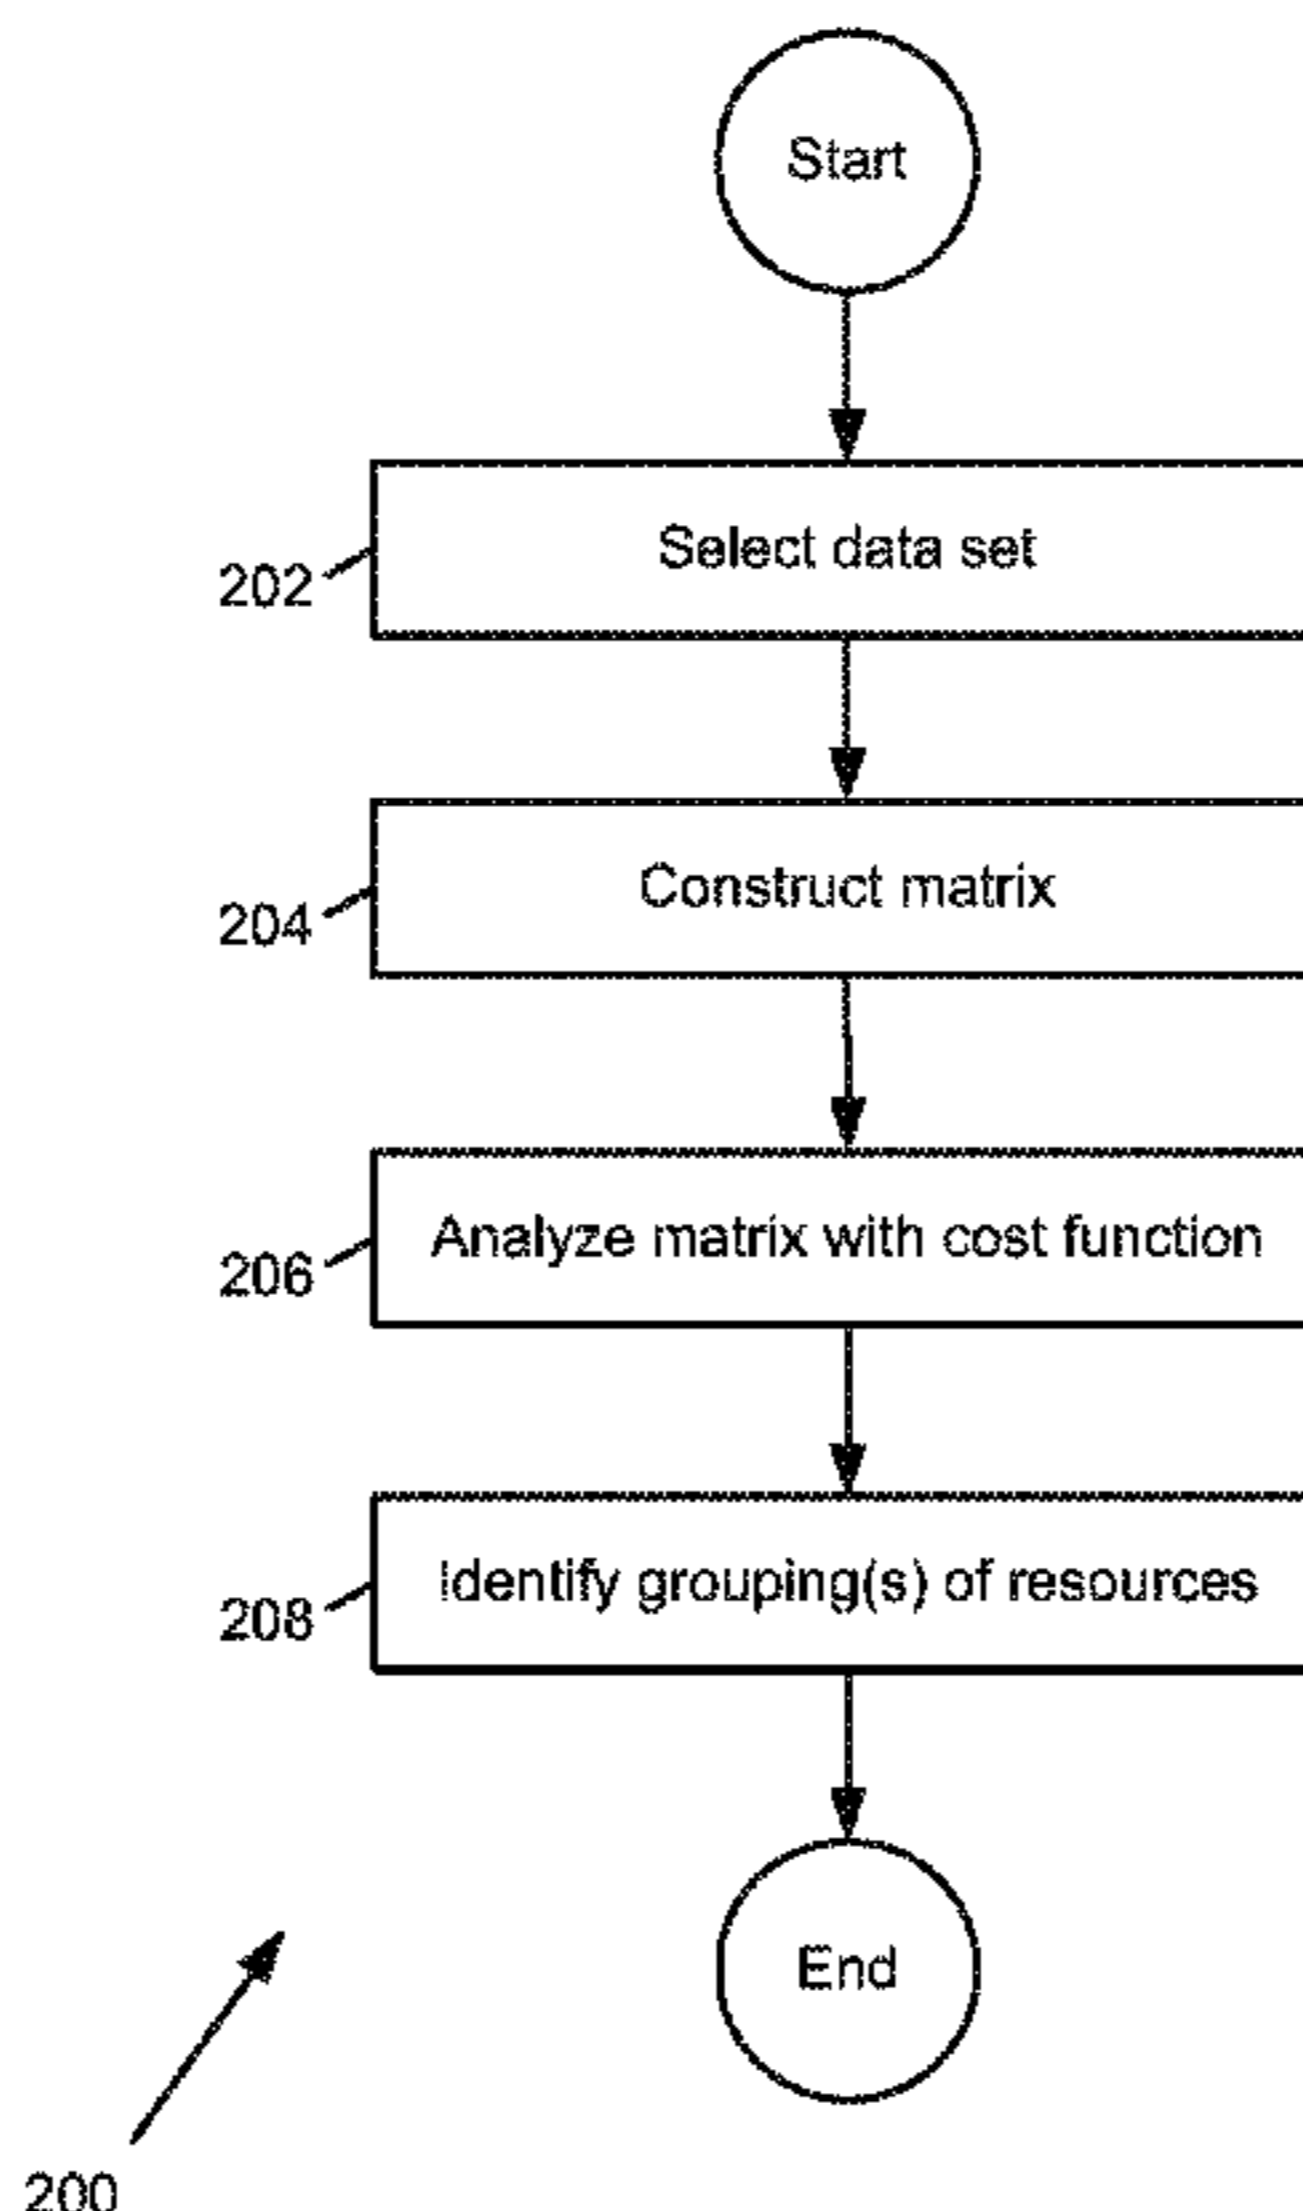 Start
Select data set
202
Construct matrix
204
Analyze matrix with cost function
206
Identify grouping(s) of resources
208
End
200